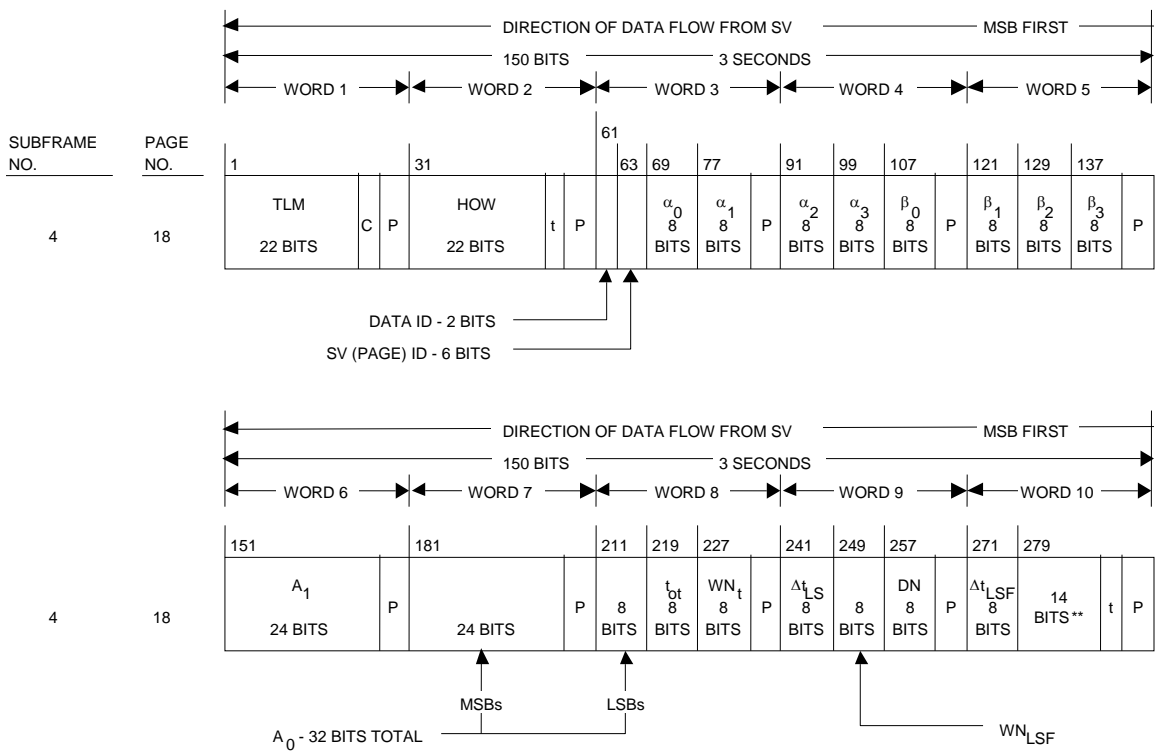 DIRECTION OF DATA FLOW FROM SV MSB FIRST
150 BITS 3 SECONDS
WORD 1 WORD 2 WORD 3 WORD 4 WORD 5
SUBFRAME NO. PAGE NO.
1 31 61 63 69 77 91 99 107 121 129 137
4 18
TLM 22 BITS C P HOW 22 BITS t P α0 8 BITS α1 8 BITS P α2 8 BITS α3 8 BITS β0 8 BITS P β1 8 BITS β2 8 BITS β3 8 BITS P
DATA ID - 2 BITS
SV (PAGE) ID - 6 BITS
DIRECTION OF DATA FLOW FROM SV MSB FIRST
150 BITS 3 SECONDS
WORD 6 WORD 7 WORD 8 WORD 9 WORD 10
151 181 211 219 227 241 249 257 271 279
4 18
A1 24 BITS P 24 BITS P 8 BITS tot 8 BITS WNt 8 BITS P ΔtLS 8 BITS 8 BITS DN 8 BITS P ΔtLSF 8 BITS 14 BITS** t P
MSBs LSBs
A0 - 32 BITS TOTAL
WNLSF